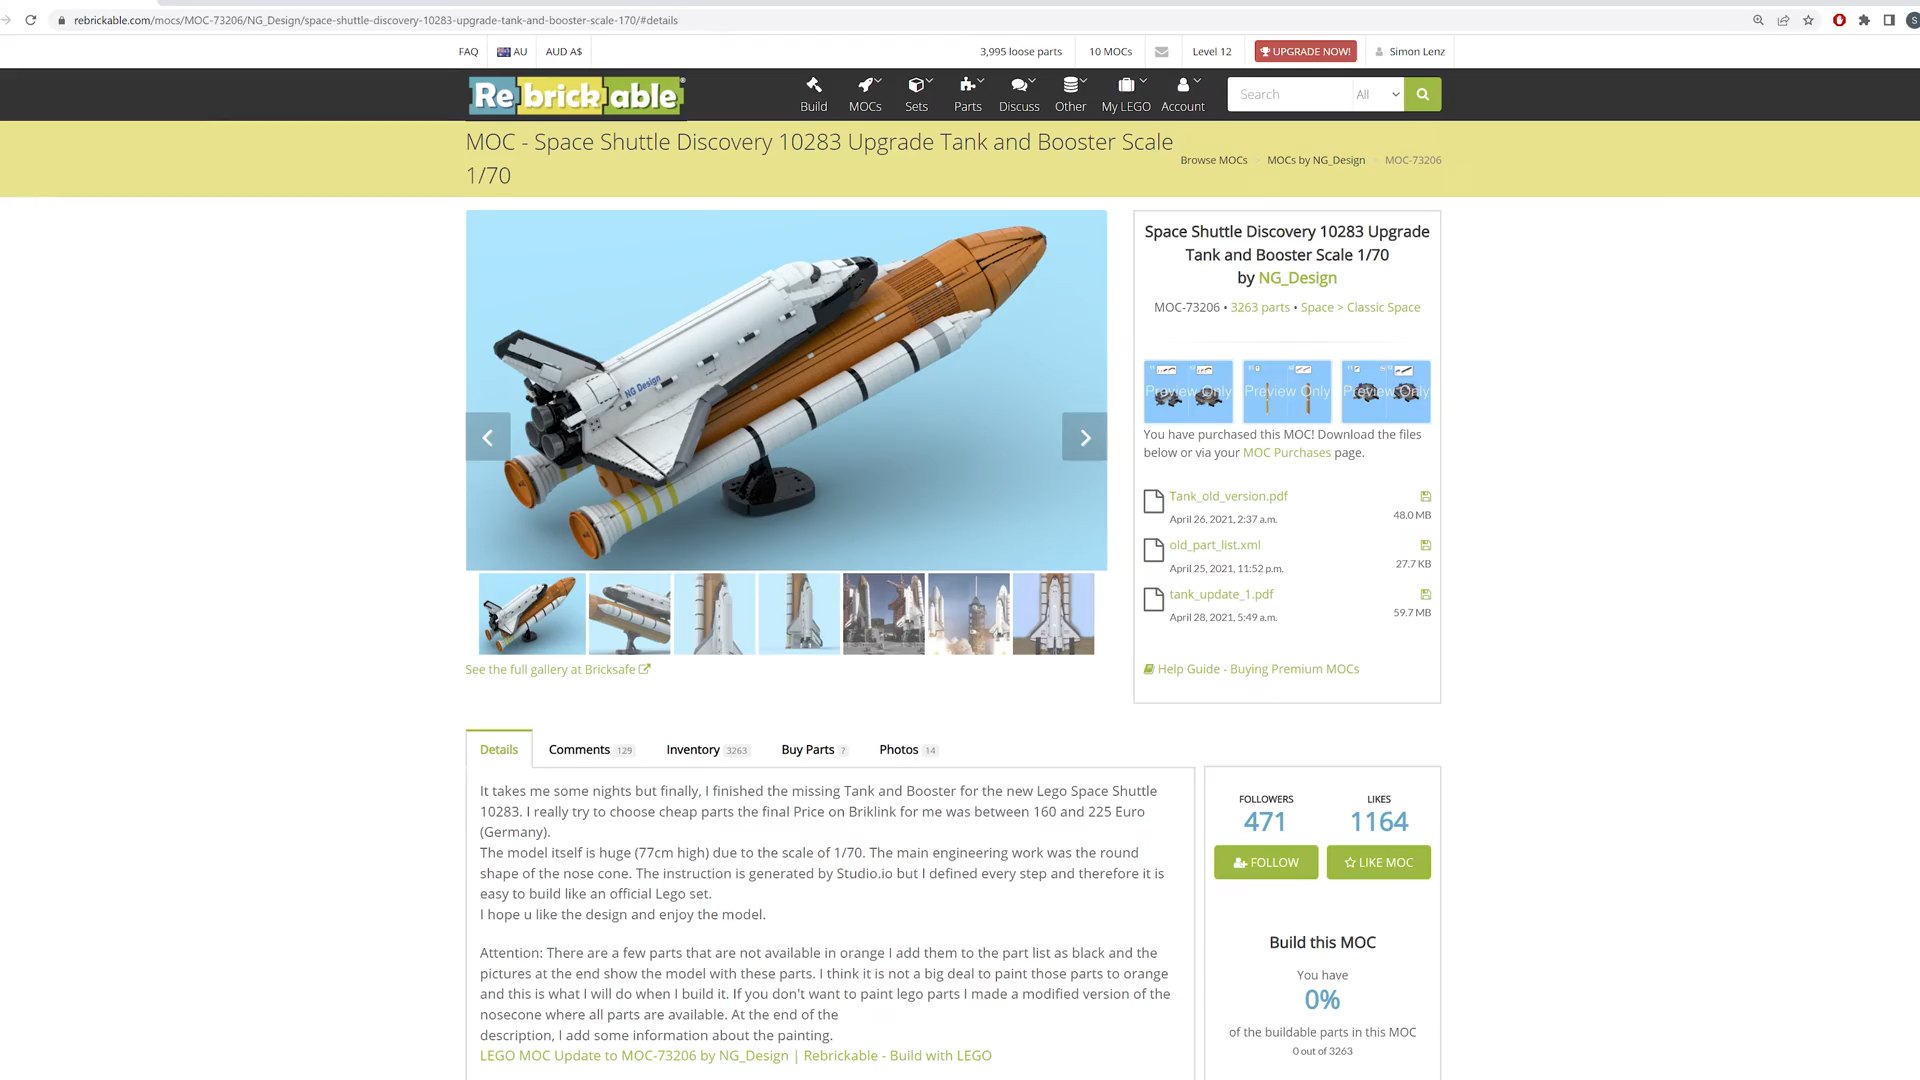 rebrickable.com/mocs/MOC-73206/NG_Design/space-shuttle-discovery-10283-upgrade-tank-and-booster-scale-170/#details
FAQ AU AUD A$ 3,995 loose parts 10 MOCs Level 12 UPGRADE NOW! Simon Lenz
Rebrickable
Build MOCs Sets Parts Discuss Other My LEGO Account Search All
MOC - Space Shuttle Discovery 10283 Upgrade Tank and Booster Scale
1/70
Browse MOCs MOCs by NG_Design MOC-73206
NG Design
Space Shuttle Discovery 10283 Upgrade
Tank and Booster Scale 1/70
by NG_Design
MOC-73206 • 3263 parts • Space > Classic Space
Preview Only Preview Only Preview Only
You have purchased this MOC! Download the files
below or via your MOC Purchases page.
Tank_old_version.pdf
April 26, 2021, 2:37 a.m. 48.0 MB
old_part_list.xml
April 25, 2021, 11:52 p.m. 27.7 KB
tank_update_1.pdf
April 28, 2021, 5:49 a.m. 59.7 MB
Help Guide - Buying Premium MOCs
See the full gallery at Bricksafe
Details Comments 129 Inventory 3263 Buy Parts ? Photos 14
It takes me some nights but finally, I finished the missing Tank and Booster for the new Lego Space Shuttle
10283. I really try to choose cheap parts the final Price on Briklink for me was between 160 and 225 Euro
(Germany).
The model itself is huge (77cm high) due to the scale of 1/70. The main engineering work was the round
shape of the nose cone. The instruction is generated by Studio.io but I defined every step and therefore it is
easy to build like an official Lego set.
I hope u like the design and enjoy the model.
Attention: There are a few parts that are not available in orange I add them to the part list as black and the
pictures at the end show the model with these parts. I think it is not a big deal to paint those parts to orange
and this is what I will do when I build it. If you don't want to paint lego parts I made a modified version of the
nosecone where all parts are available. At the end of the
description, I add some information about the painting.
LEGO MOC Update to MOC-73206 by NG_Design | Rebrickable - Build with LEGO
FOLLOWERS LIKES
471 1164
FOLLOW LIKE MOC
Build this MOC
You have
0%
of the buildable parts in this MOC
0 out of 3263